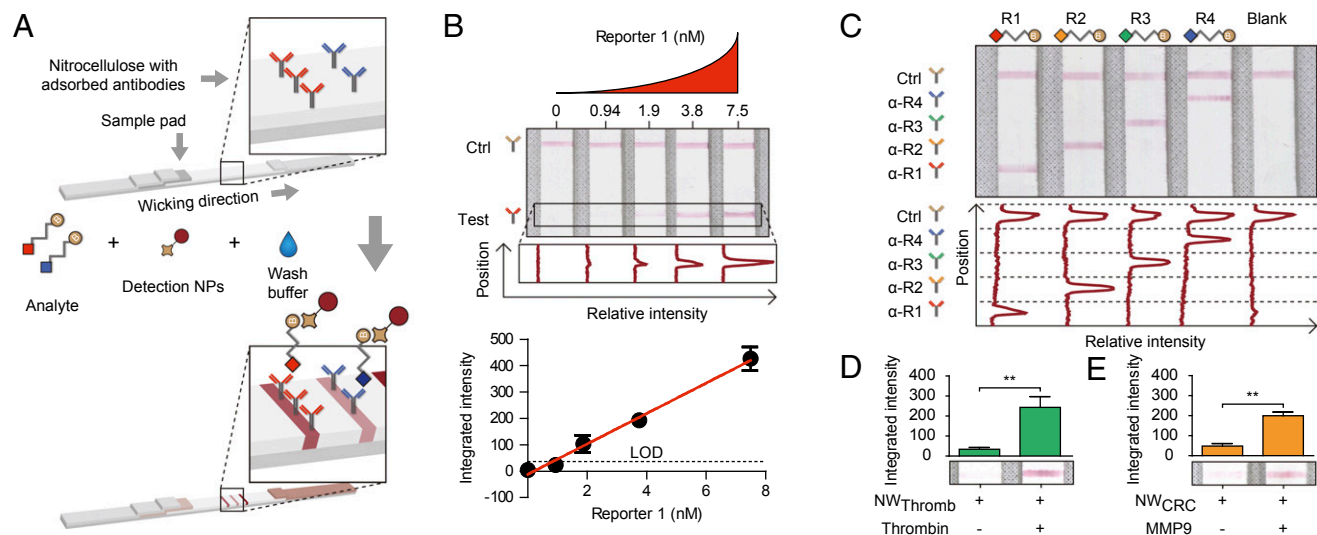 A
Nitrocellulose with
adsorbed antibodies
Sample pad
Wicking direction
+
+
Analyte
Detection NPs
Wash
buffer
B
B
B
B
B
Reporter 1 (nM)
0 0.94 1.9 3.8 7.5
Ctrl
Test
Position
Relative intensity
Integrated intensity
500
400
300
200
100
0
-100
LOD
2 4 6 8
Reporter 1 (nM)
C
R1 R2 R3 R4 Blank
B B B B
Ctrl
α-R4
α-R3
α-R2
α-R1
Ctrl
α-R4
α-R3
α-R2
α-R1
Position
Relative intensity
D
Integrated intensity
400
300
200
100
0
**
NWThromb + +
Thrombin - +
E
Integrated intensity
400
300
200
100
0
**
NWCRC + +
MMP9 - +